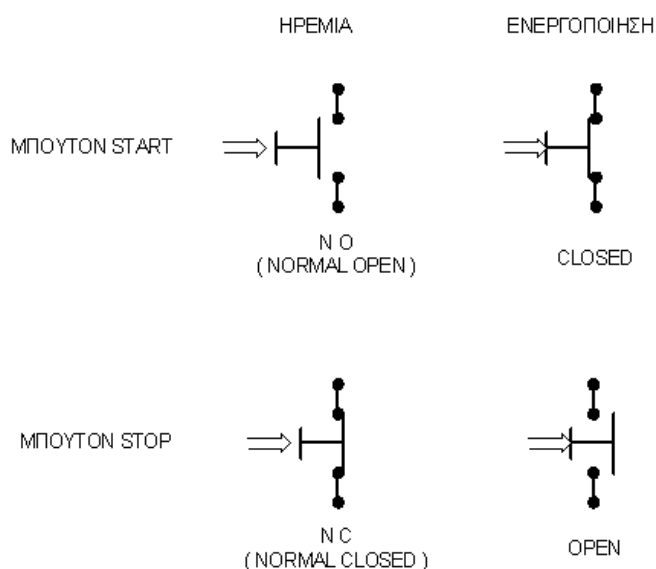 ΗΡΕΜΙΑ
ΕΝΕΡΓΟΠΟΙΗΣΗ
ΜΠΟΥΤΟΝ START
N O
( NORMAL OPEN )
CLOSED
ΜΠΟΥΤΟΝ STOP
N C
( NORMAL CLOSED )
OPEN